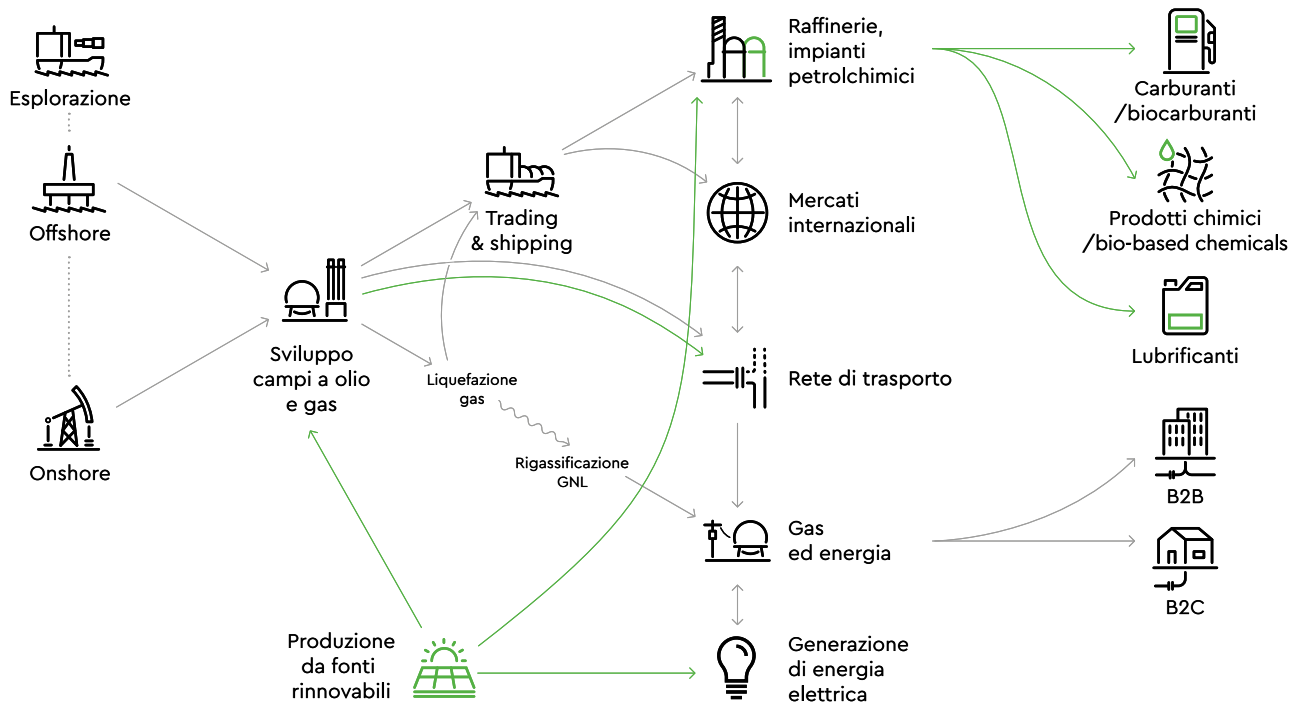 Esplorazione
Offshore
Onshore
Sviluppo
campi a olio
e gas
Trading
& shipping
Liquefazione
gas
Rigassificazione
GNL
Produzione
da fonti
rinnovabili
Raffinerie,
impianti
petrolchimici
Mercati
internazionali
Rete di trasporto
Gas
ed energia
Generazione
di energia
elettrica
Carburanti
/biocarburanti
Prodotti chimici
/bio-based chemicals
Lubrificanti
B2B
B2C